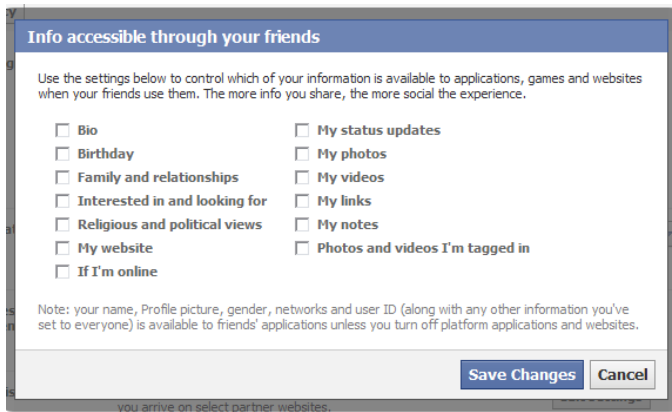 Info accessible through your friends
Use the settings below to control which of your information is available to applications, games and websites
when your friends use them. The more info you share, the more social the experience.
Bio
Birthday
Family and relationships
Interested in and looking for
Religious and political views
My website
If I'm online
My status updates
My photos
My videos
My links
My notes
Photos and videos I'm tagged in
Note: your name, Profile picture, gender, networks and user ID (along with any other information you've
set to everyone) is available to friends' applications unless you turn off platform applications and websites.
Save Changes
Cancel
you arrive on select partner websites.